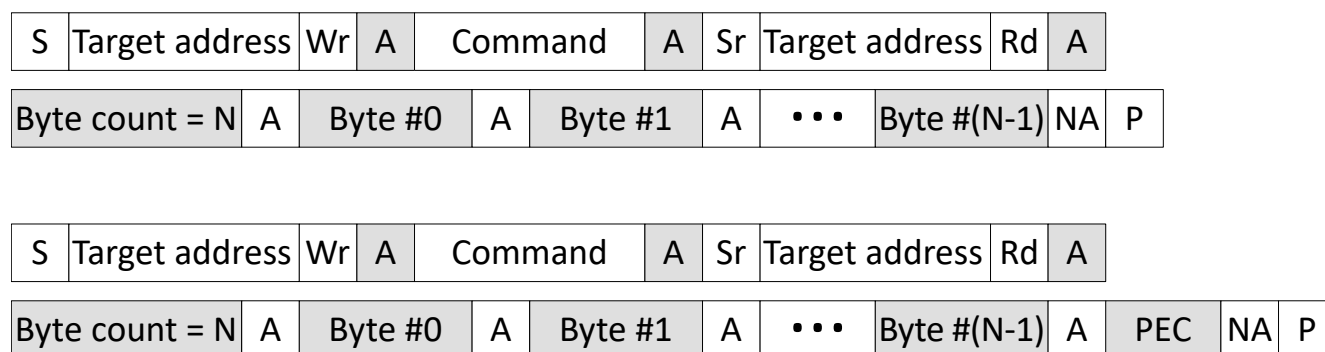 S Target address Wr A Command A Sr Target address Rd A
Byte count = N A Byte #0 A Byte #1 A ••• Byte #(N-1) NA P
S Target address Wr A Command A Sr Target address Rd A
Byte count = N A Byte #0 A Byte #1 A ••• Byte #(N-1) A PEC NA P